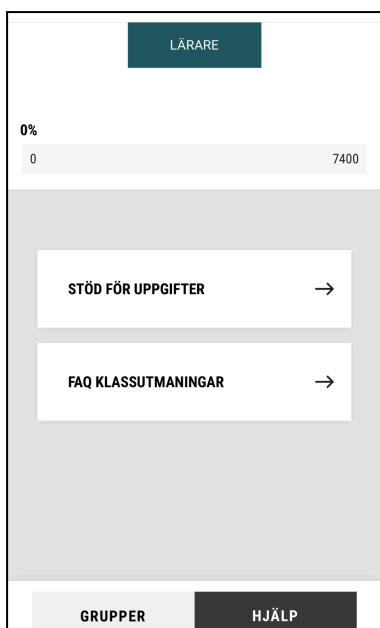 LÄRARE
0%
0 7400
STÖD FÖR UPPGIFTER
FAQ KLASSUTMANINGAR
GRUPPER HJÄLP